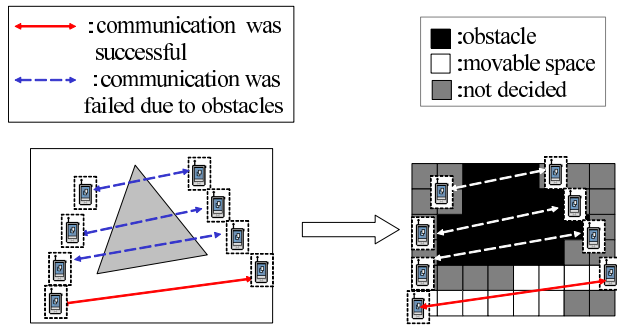 :communication was
successful
:communication was
failed due to obstacles
:obstacle
:movable space
:not decided